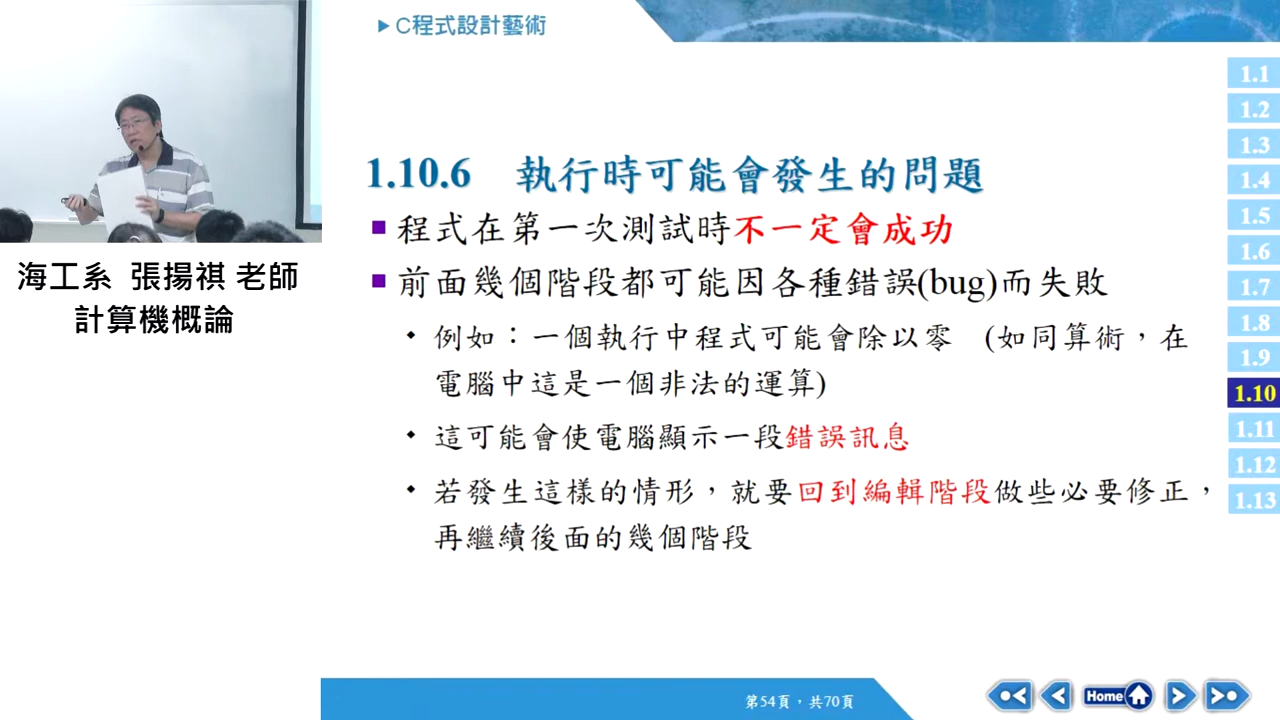 C程式設計藝術
海工系 張揚祺 老師
計算機概論
1.10.6 執行時可能會發生的問題
程式在第一次測試時不一定會成功
前面幾個階段都可能因各種錯誤(bug)而失敗
例如：一個執行中程式可能會除以零 (如同算術，在
電腦中這是一個非法的運算)
這可能會使電腦顯示一段錯誤訊息
若發生這樣的情形，就要回到編輯階段做些必要修正，
再繼續後面的幾個階段
1.1
1.2
1.3
1.4
1.5
1.6
1.7
1.8
1.9
1.10
1.11
1.12
1.13
第54頁，共70頁
Home